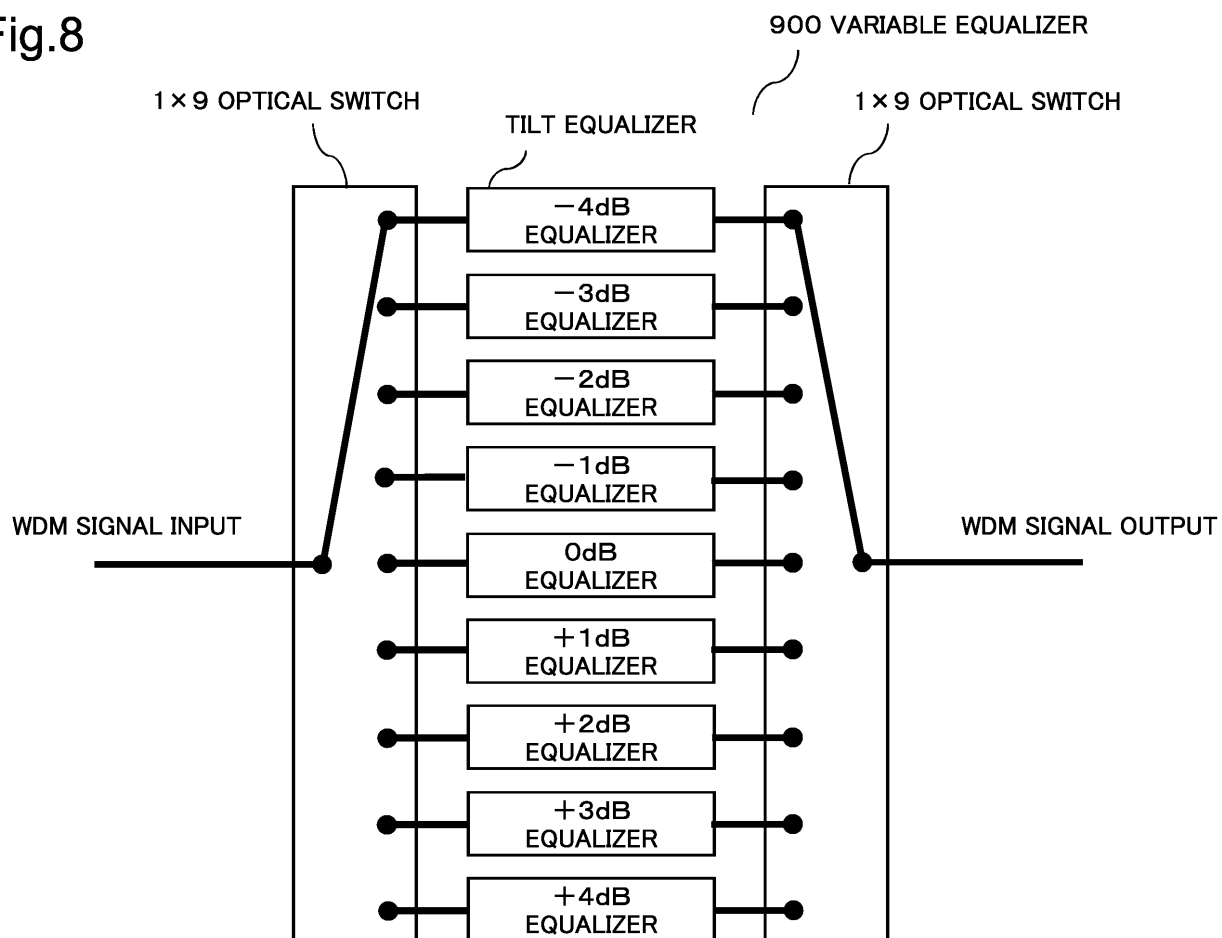 Fig.8
900 VARIABLE EQUALIZER
1×9 OPTICAL SWITCH
1×9 OPTICAL SWITCH
TILT EQUALIZER
−4dB
EQUALIZER
−3dB
EQUALIZER
−2dB
EQUALIZER
−1dB
EQUALIZER
WDM SIGNAL INPUT
WDM SIGNAL OUTPUT
0dB
EQUALIZER
+1dB
EQUALIZER
+2dB
EQUALIZER
+3dB
EQUALIZER
+4dB
EQUALIZER